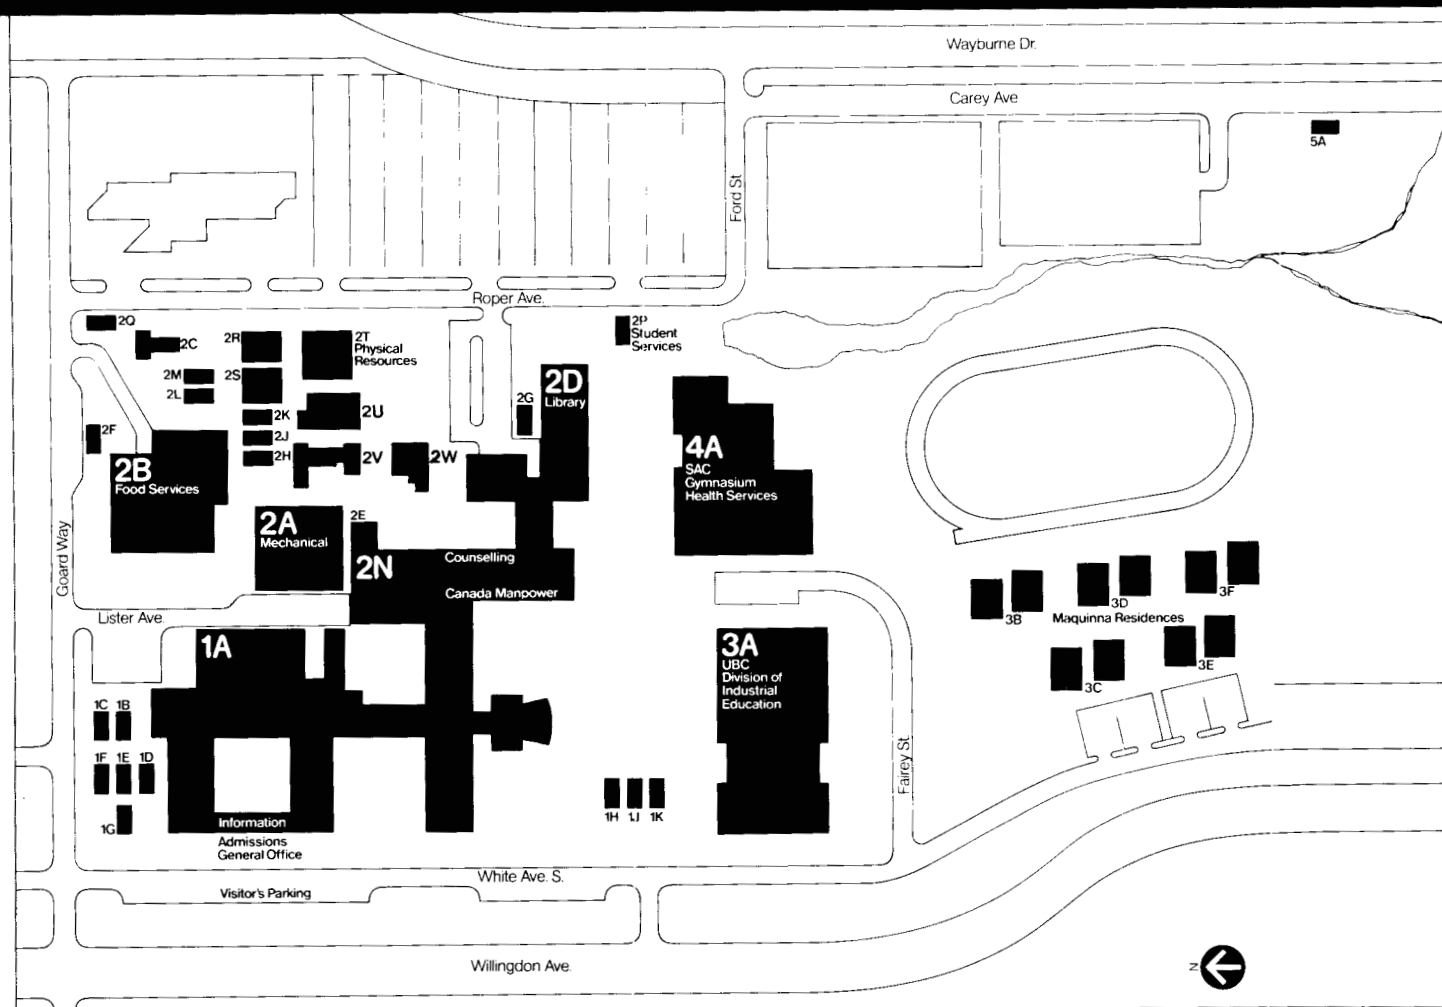 Wayburne Dr.
Carey Ave
5A
Ford St
Roper Ave.
2Q
2C
2R
2T
Physical
Resources
2P
Student
Services
2M
2L
2S
2K
2J
2H
2U
2V
2W
2G
2D
Library
2F
2B
Food Services
4A
SAC
Gymnasium
Health Services
2A
Mechanical
2E
2N
Counselling
Canada Manpower
Goard Way
Lister Ave.
1A
3A
UBC
Division of
Industrial
Education
3B
3D
3F
Maquinna Residences
3C
3E
1C
1B
1F
1E
1D
1G
Information
Admissions
General Office
1H
1J
1K
Fairey St.
White Ave. S.
Visitor's Parking
Willingdon Ave.
N